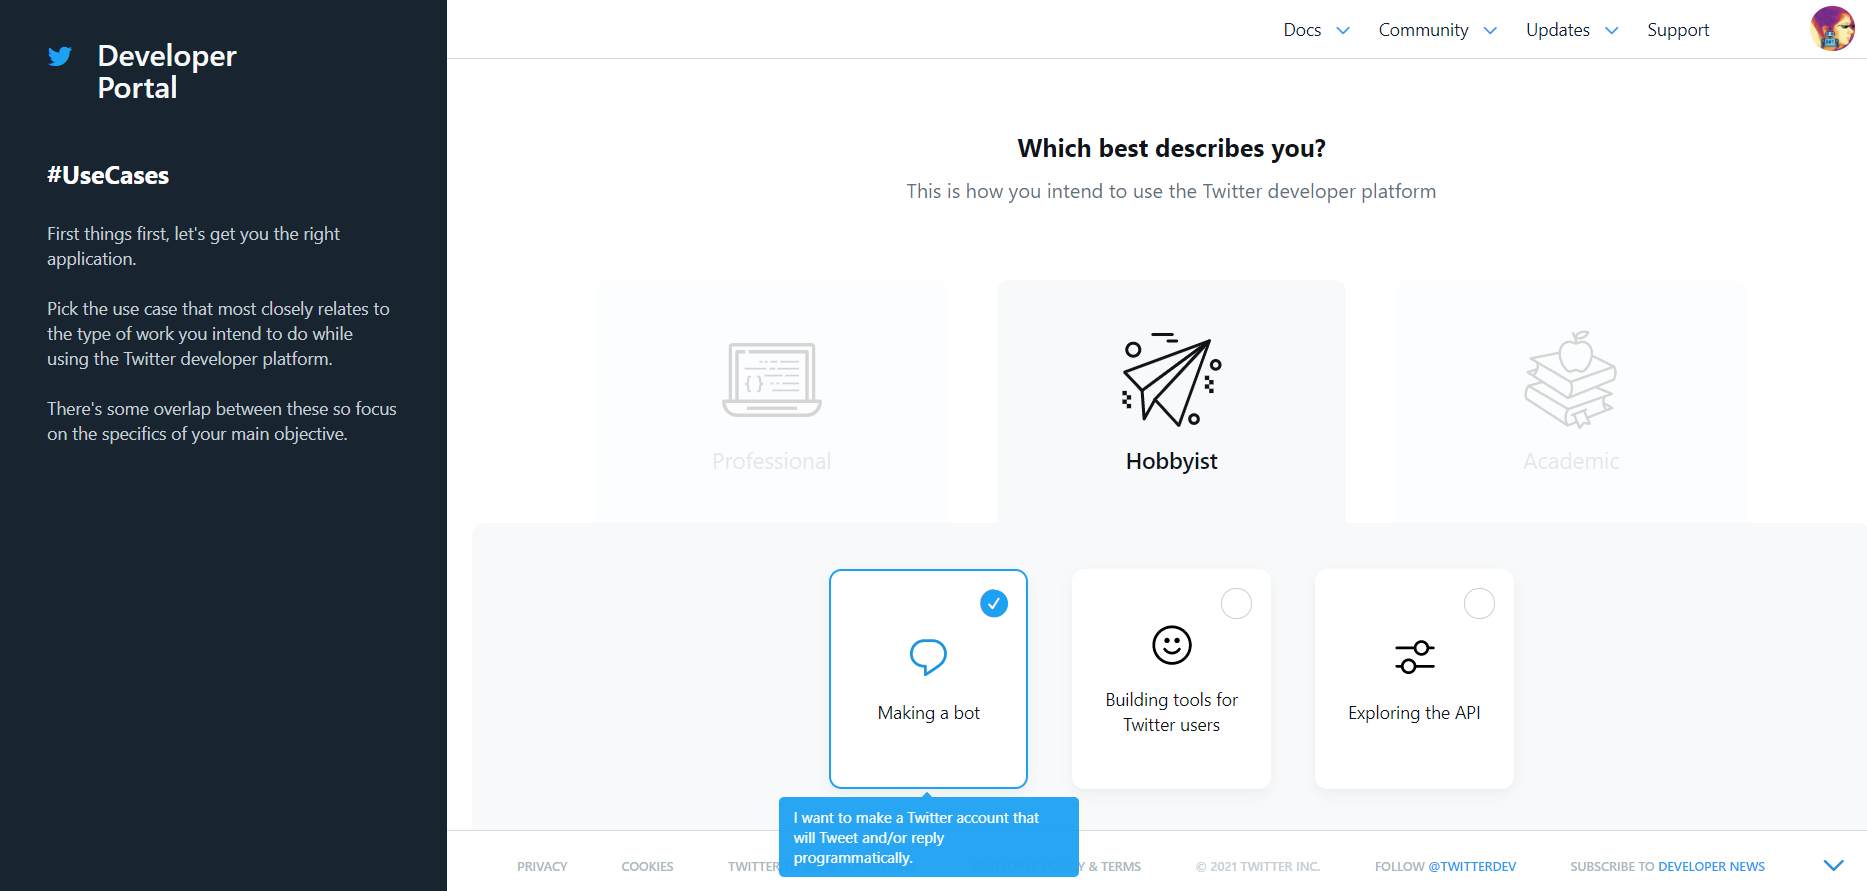 Developer
Portal
#UseCases
First things first, let's get you the right
application.
Pick the use case that most closely relates to
the type of work you intend to do while
using the Twitter developer platform.
There's some overlap between these so focus
on the specifics of your main objective.
Docs Community Updates Support
Which best describes you?
This is how you intend to use the Twitter developer platform
Professional Hobbyist Academic
{ }
Making a bot
Building tools for
Twitter users
Exploring the API
I want to make a Twitter account that
will Tweet and/or reply
programmatically.
PRIVACY COOKIES TWITTER Y & TERMS © 2021 TWITTER INC. FOLLOW @TWITTERDEV SUBSCRIBE TO DEVELOPER NEWS